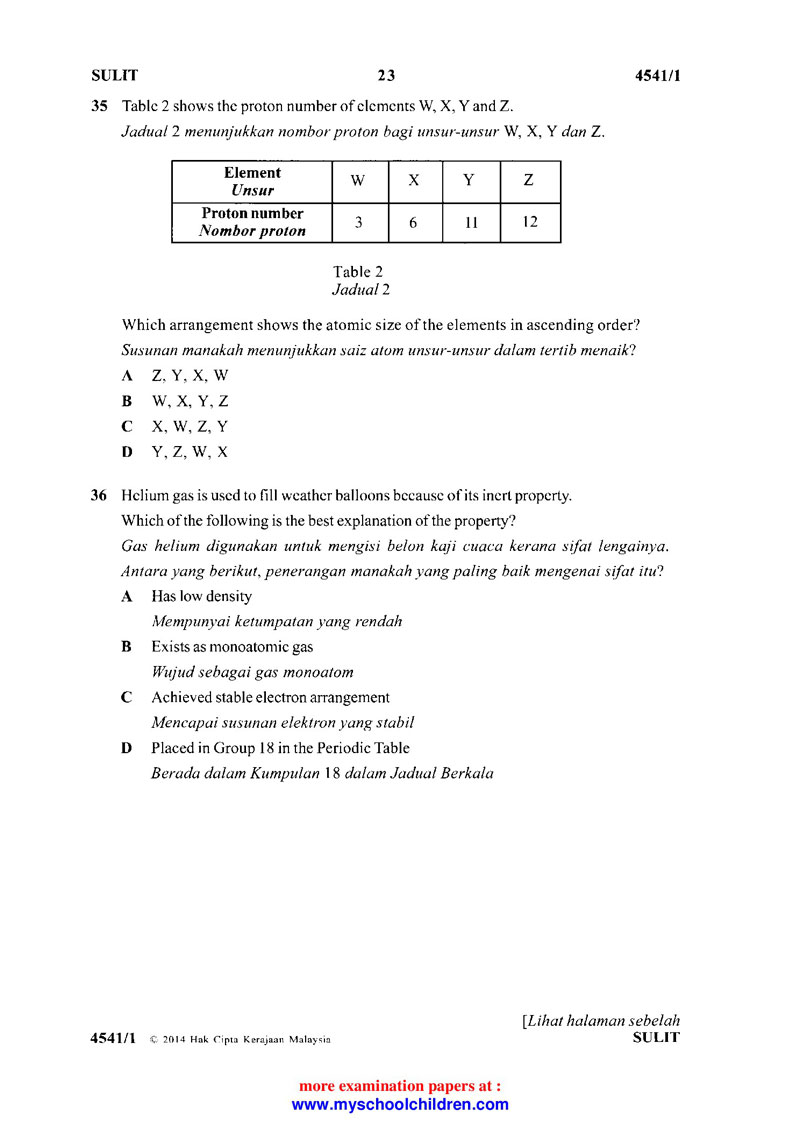 SULIT 23 4541/1
35 Table 2 shows the proton number of elements W, X, Y and Z.
Jadual 2 menunjukkan nombor proton bagi unsur-unsur W, X, Y dan Z.
Element W X Y Z
Unsur
Proton number 3 6 11 12
Nombor proton
Table 2
Jadual 2
Which arrangement shows the atomic size of the elements in ascending order?
Susunan manakah menunjukkan saiz atom unsur-unsur dalam tertib menaik?
A Z, Y, X, W
B W, X, Y, Z
C X, W, Z, Y
D Y, Z, W, X
36 Helium gas is used to fill weather balloons because of its inert property.
Which of the following is the best explanation of the property?
Gas helium digunakan untuk mengisi belon kaji cuaca kerana sifat lengainya.
Antara yang berikut, penerangan manakah yang paling baik mengenai sifat itu?
A Has low density
Mempunyai ketumpatan yang rendah
B Exists as monoatomic gas
Wujud sebagai gas monoatom
C Achieved stable electron arrangement
Mencapai susunan elektron yang stabil
D Placed in Group 18 in the Periodic Table
Berada dalam Kumpulan 18 dalam Jadual Berkala
[Lihat halaman sebelah
4541/1 © 2014 Hak Cipta Kerajaan Malaysia SULIT
more examination papers at :
www.myschoolchildren.com